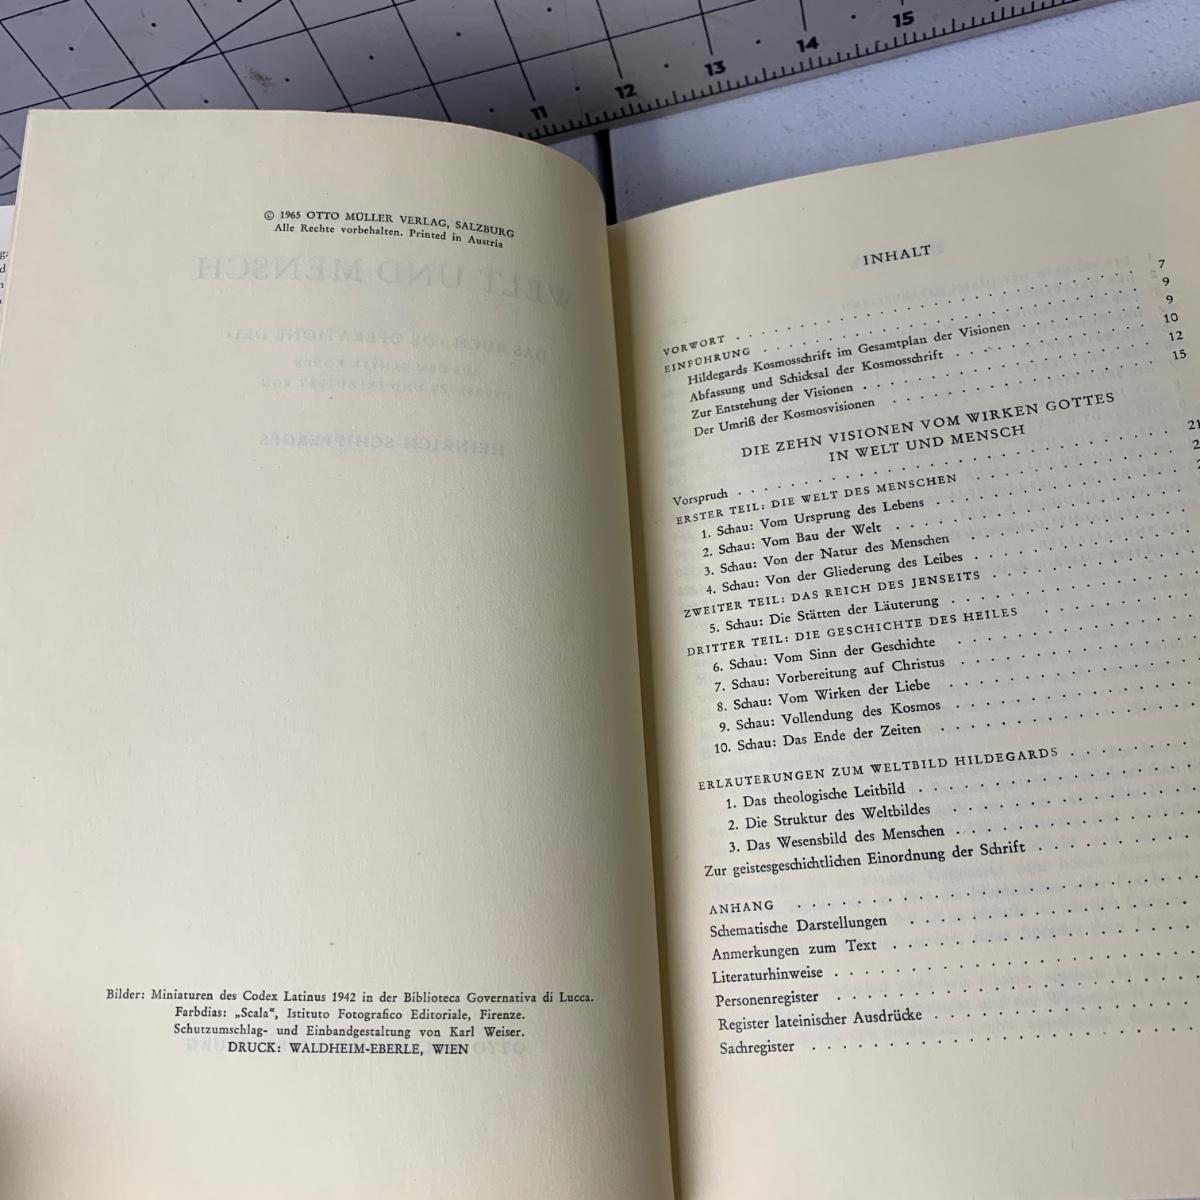 11 12 13 14 15
© 1965 OTTO MÜLLER VERLAG, SALZBURG
Alle Rechte vorbehalten. Printed in Austria
WELT UND MENSCH
HEINRICH SCHIPPERGES
Bilder: Miniaturen des Codex Latinus 1942 in der Biblioteca Governativa di Lucca.
Farbdias: „Scala“, Istituto Fotografico Editoriale, Firenze.
Schutzumschlag- und Einbandgestaltung von Karl Weiser.
DRUCK: WALDHEIM-EBERLE, WIEN
INHALT
VORWORT . . . . . 7
EINFÜHRUNG . . . . . 9
Hildegards Kosmosschrift im Gesamtplan der Visionen . . . . . 9
Abfassung und Schicksal der Kosmosschrift . . . . . 10
Zur Entstehung der Visionen . . . . . 12
Der Umriß der Kosmosvisionen . . . . . 15
DIE ZEHN VISIONEN VOM WIRKEN GOTTES
IN WELT UND MENSCH
Vorspruch . . . . . 21
ERSTER TEIL: DIE WELT DES MENSCHEN . . . . .
1. Schau: Vom Ursprung des Lebens . . . . .
2. Schau: Vom Bau der Welt . . . . .
3. Schau: Von der Natur des Menschen . . . . .
4. Schau: Von der Gliederung des Leibes . . . . .
ZWEITER TEIL: DAS REICH DES JENSEITS . . . . .
5. Schau: Die Stätten der Läuterung . . . . .
DRITTER TEIL: DIE GESCHICHTE DES HEILES . . . . .
6. Schau: Vom Sinn der Geschichte . . . . .
7. Schau: Vorbereitung auf Christus . . . . .
8. Schau: Vom Wirken der Liebe . . . . .
9. Schau: Vollendung des Kosmos . . . . .
10. Schau: Das Ende der Zeiten . . . . .
ERLÄUTERUNGEN ZUM WELTBILD HILDEGARDS . . . . .
1. Das theologische Leitbild . . . . .
2. Die Struktur des Weltbildes . . . . .
3. Das Wesensbild des Menschen . . . . .
Zur geistesgeschichtlichen Einordnung der Schrift . . . . .
ANHANG . . . . .
Schematische Darstellungen . . . . .
Anmerkungen zum Text . . . . .
Literaturhinweise . . . . .
Personenregister . . . . .
Register lateinischer Ausdrücke . . . . .
Sachregister . . . . .